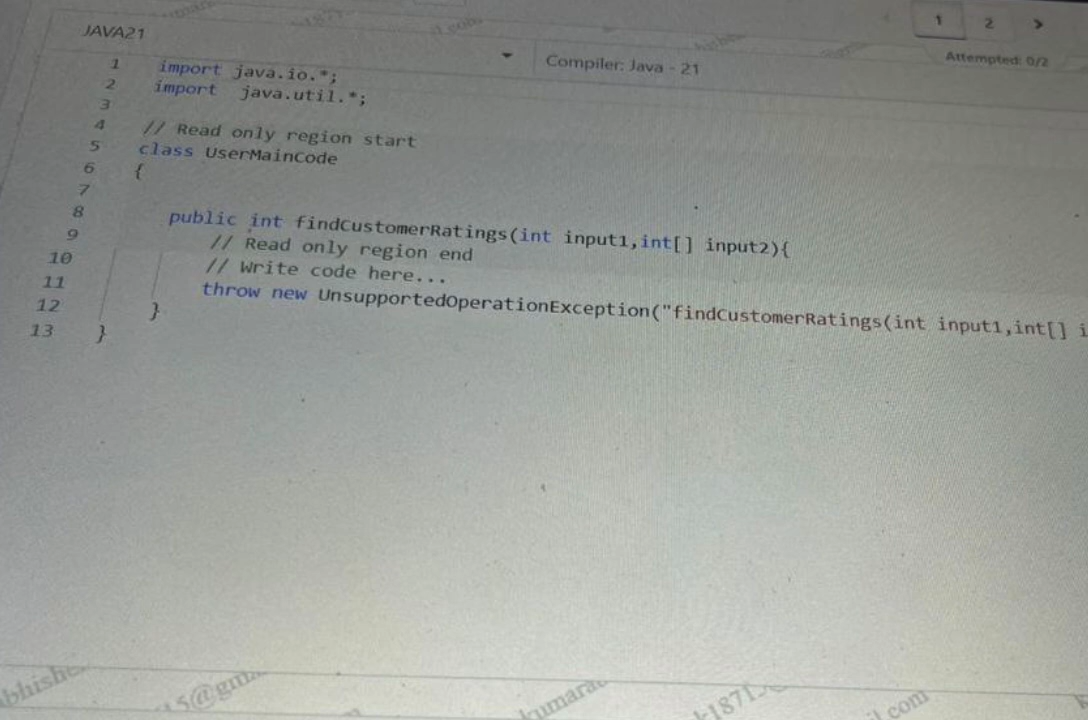 1 2 >
JAVA21
Compiler: Java - 21
Attempted: 0/2
1 import java.io.*;
2 import java.util.*;
3
4 // Read only region start
5 class UserMainCode
6 {
7
8 public int findCustomerRatings(int input1,int[] input2){
9 // Read only region end
10 // Write code here...
11 throw new UnsupportedOperationException("findCustomerRatings(int input1,int[] i
12 }
13 }